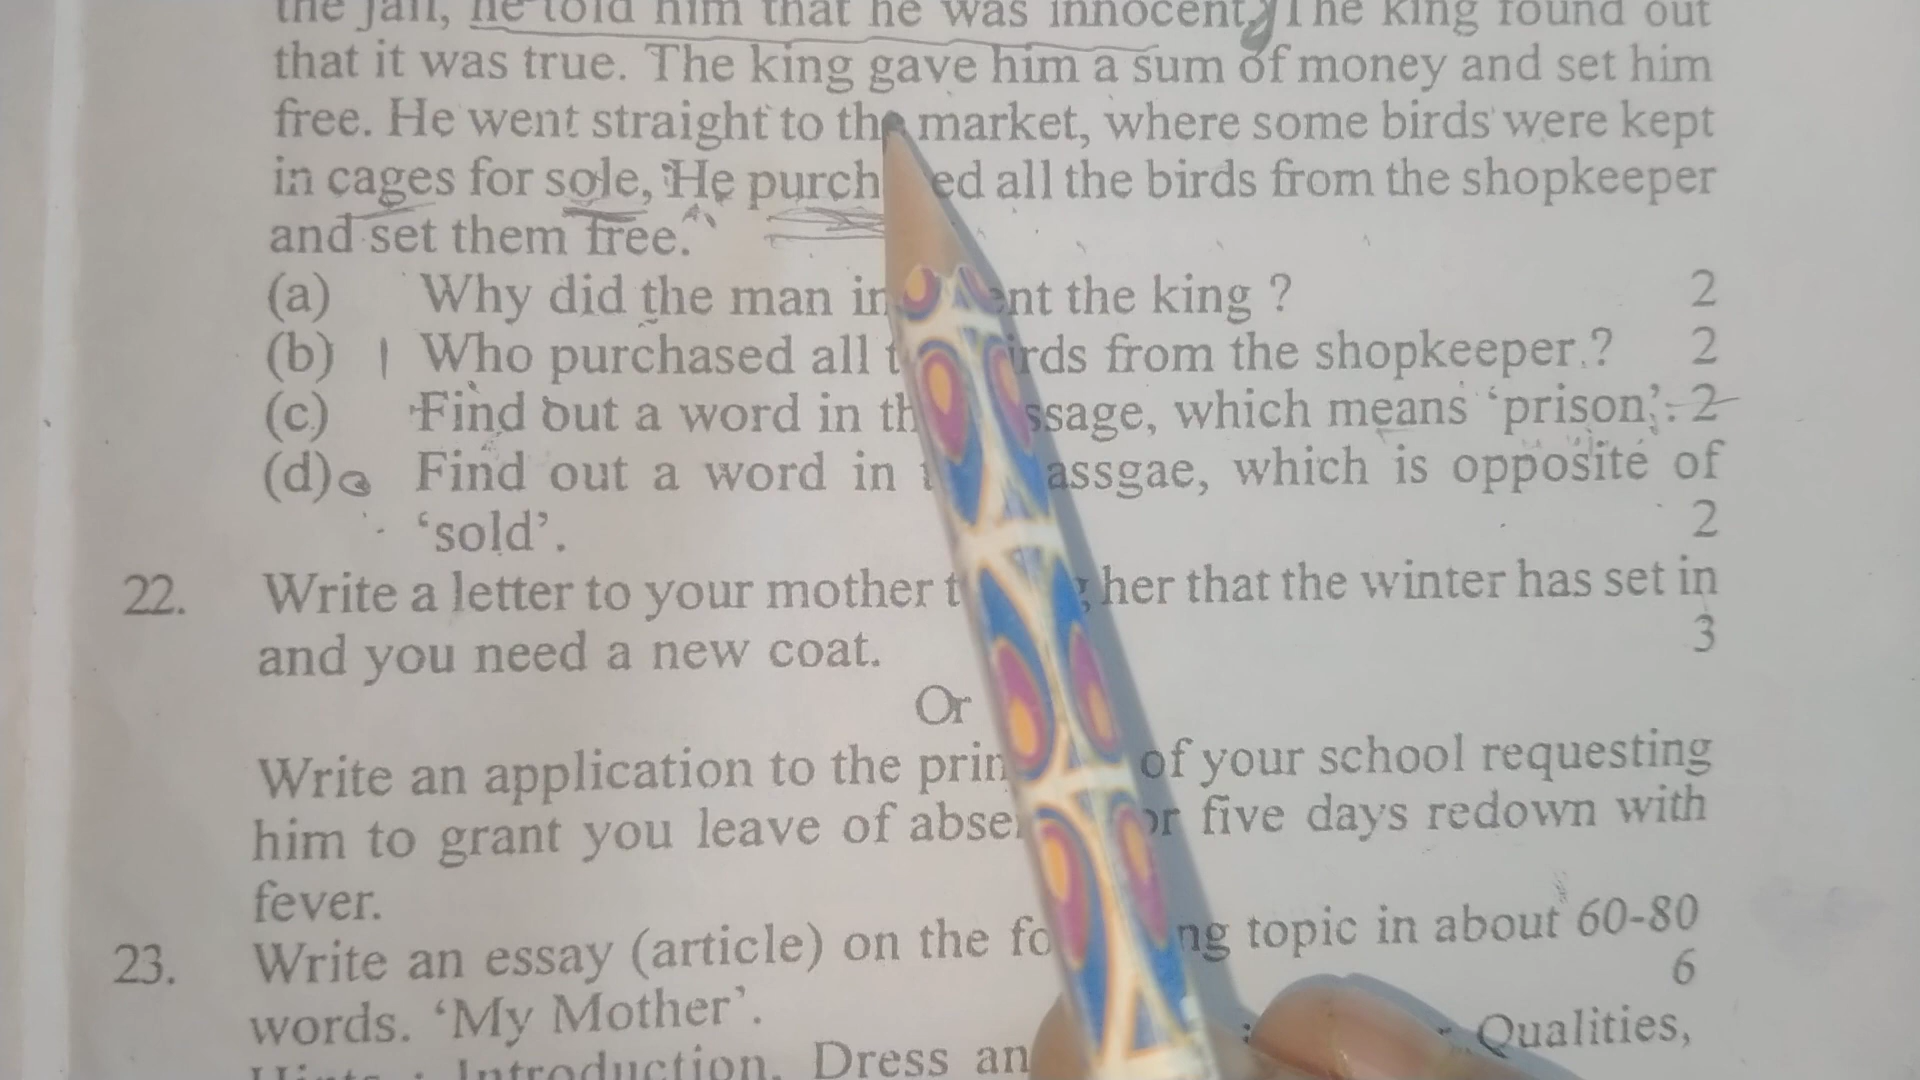 the jail, he told him that he was innocent. The king found out
that it was true. The king gave him a sum of money and set him
free. He went straight to the market, where some birds were kept
in cages for sole, He purch ed all the birds from the shopkeeper
and set them free.
(a) Why did the man in nt the king ? 2
(b) Who purchased all t irds from the shopkeeper.? 2
(c) Find out a word in th ssage, which means ‘prison’. 2
(d) Find out a word in assgae, which is opposite of
‘sold’. 2
22. Write a letter to your mother t her that the winter has set in
and you need a new coat. 3
Or
Write an application to the prin of your school requesting
him to grant you leave of abse or five days redown with
fever.
23. Write an essay (article) on the fo ng topic in about 60-80
words. ‘My Mother’. 6
Hints : Introduction, Dress an Qualities,